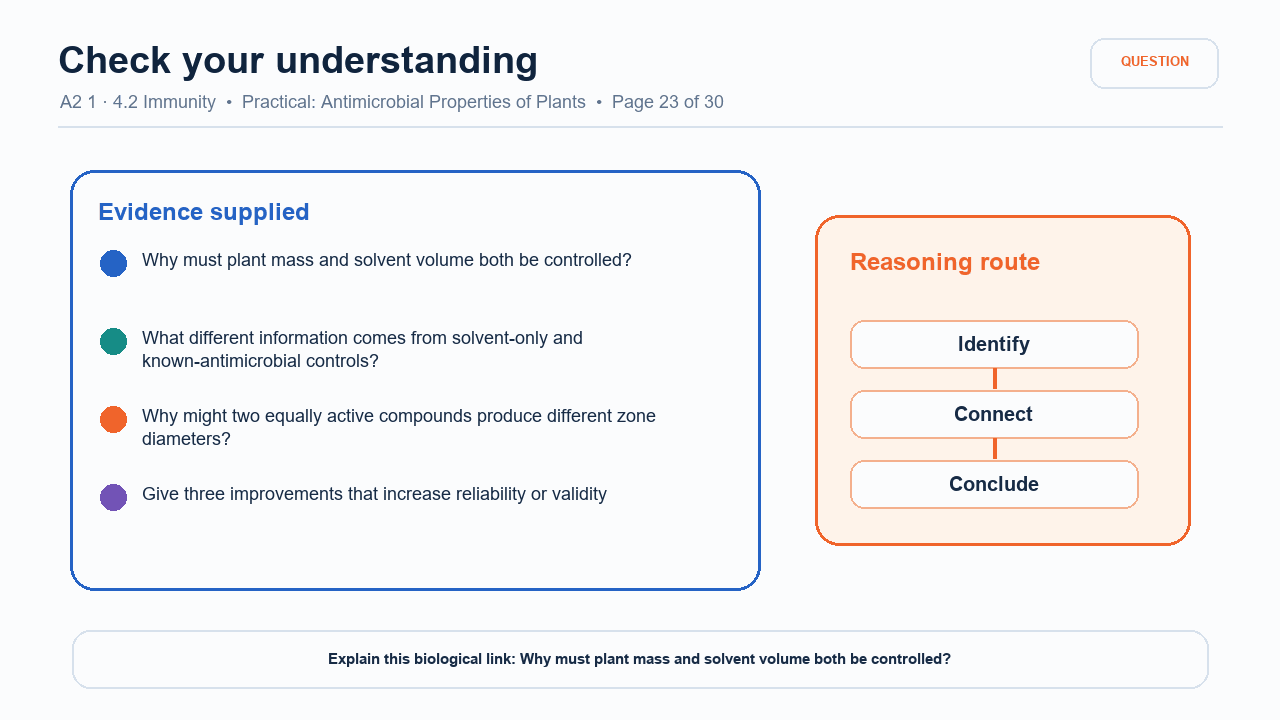 Check your understanding
QUESTION
A2 1 · 4.2 Immunity • Practical: Antimicrobial Properties of Plants • Page 23 of 30
Evidence supplied
Why must plant mass and solvent volume both be controlled?
What different information comes from solvent-only and
known-antimicrobial controls?
Why might two equally active compounds produce different zone
diameters?
Give three improvements that increase reliability or validity
Reasoning route
Identify
Connect
Conclude
Explain this biological link: Why must plant mass and solvent volume both be controlled?